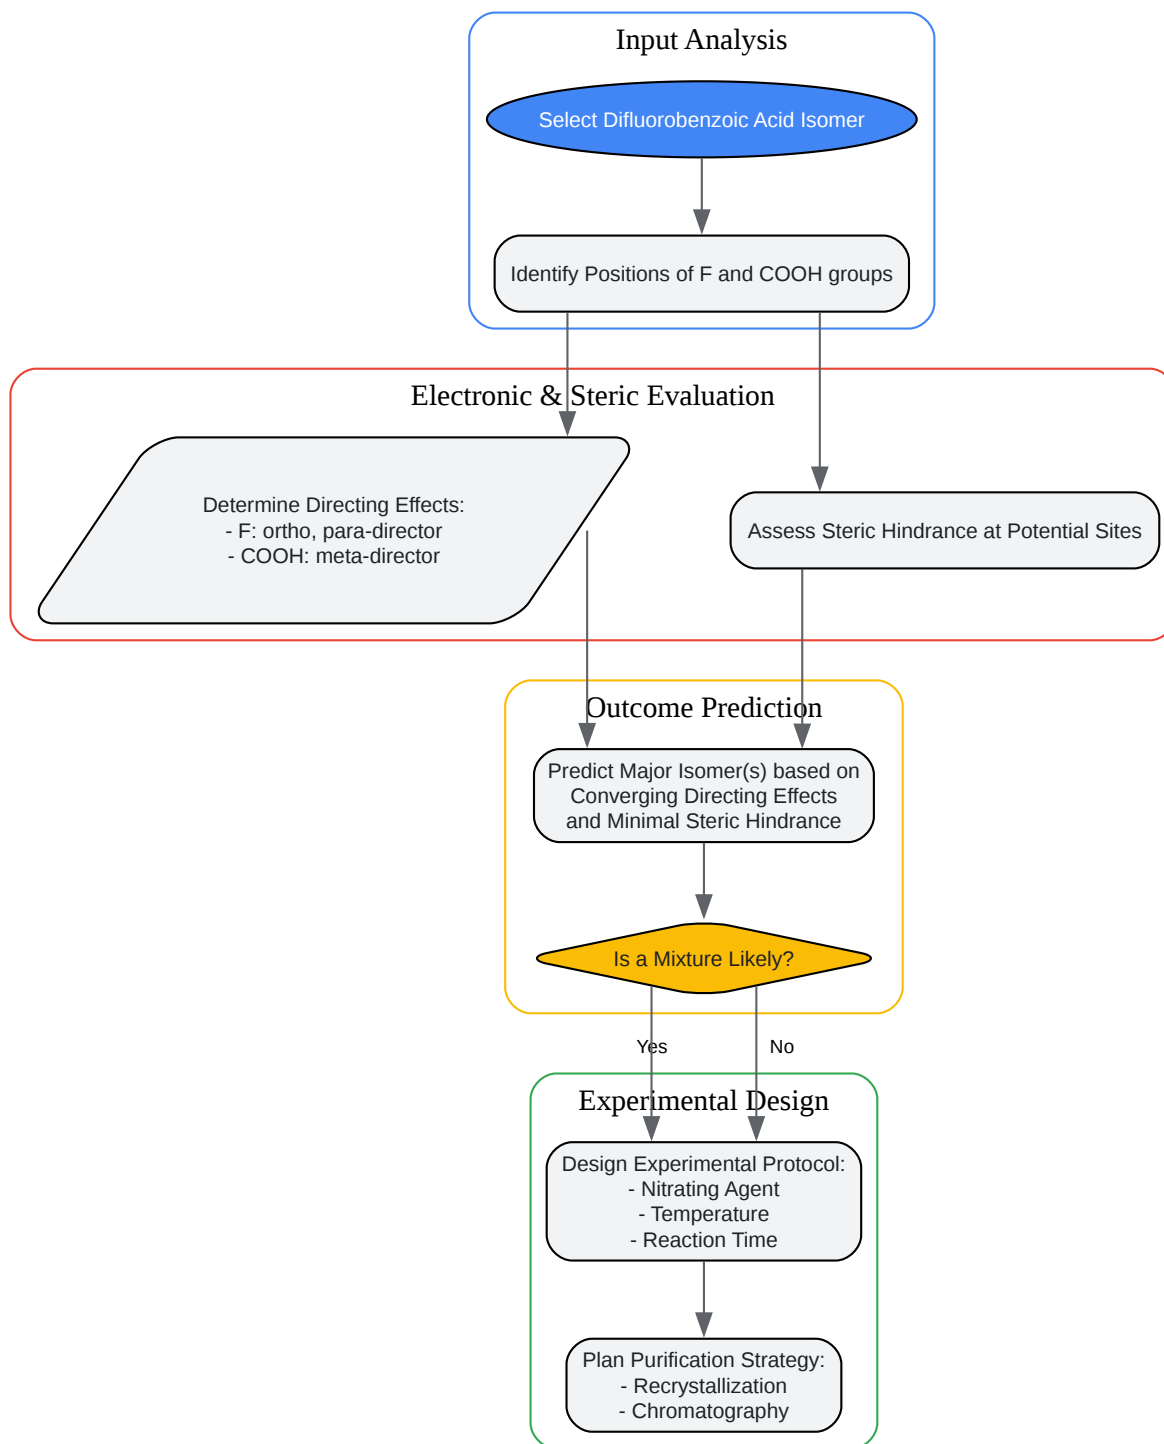 Input Analysis
Select Difluorobenzoic Acid Isomer
Identify Positions of F and COOH groups
Electronic & Steric Evaluation
Determine Directing Effects:
- F: ortho, para-director
- COOH: meta-director
Assess Steric Hindrance at Potential Sites
Outcome Prediction
Predict Major Isomer(s) based on
Converging Directing Effects
and Minimal Steric Hindrance
Is a Mixture Likely?
Yes
No
Experimental Design
Design Experimental Protocol:
- Nitrating Agent
- Temperature
- Reaction Time
Plan Purification Strategy:
- Recrystallization
- Chromatography